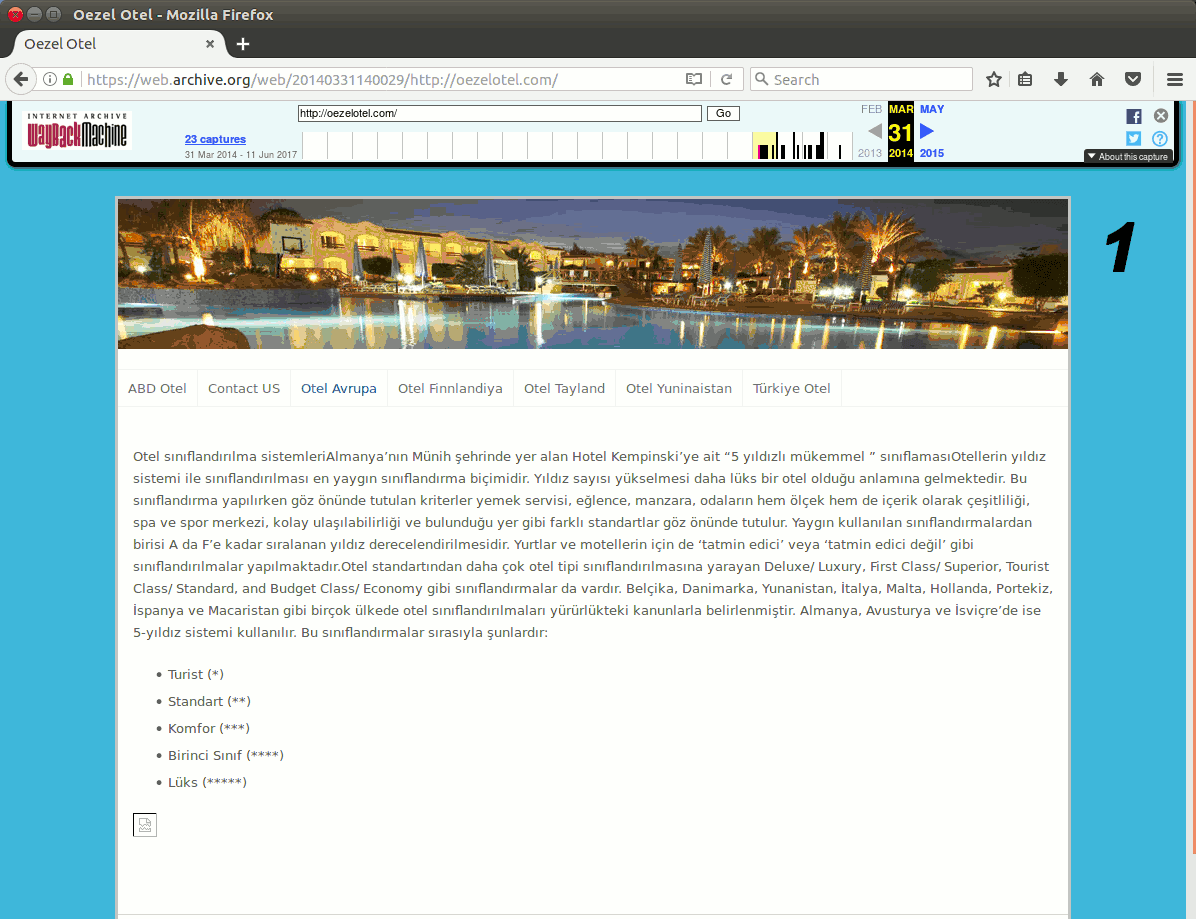 Oezel Otel - Mozilla Firefox
Oezel Otel
https://web.archive.org/web/20140331140029/http://oezelotel.com/
Search
INTERNET ARCHIVE
WayBackMachine
http://oezelotel.com/
Go
FEB MAR MAY
23 captures
31
31 Mar 2014 - 11 Jun 2017
2013 2014 2015
About this capture
1
ABD Otel
Contact US
Otel Avrupa
Otel Finnlandiya
Otel Tayland
Otel Yuninaistan
Türkiye Otel
Otel sınıflandırılma sistemleriAlmanya’nın Münih şehrinde yer alan Hotel Kempinski’ye ait “5 yıldızlı mükemmel ” sınıflamasıOtellerin yıldız
sistemi ile sınıflandırılması en yaygın sınıflandırma biçimidir. Yıldız sayısı yükselmesi daha lüks bir otel olduğu anlamına gelmektedir. Bu
sınıflandırma yapılırken göz önünde tutulan kriterler yemek servisi, eğlence, manzara, odaların hem ölçek hem de içerik olarak çeşitliliği,
spa ve spor merkezi, kolay ulaşılabilirliği ve bulunduğu yer gibi farklı standartlar göz önünde tutulur. Yaygın kullanılan sınıflandırmalardan
birisi A da F’e kadar sıralanan yıldız derecelendirilmesidir. Yurtlar ve motellerin için de ‘tatmin edici’ veya ‘tatmin edici değil’ gibi
sınıflandırılmalar yapılmaktadır.Otel standartından daha çok otel tipi sınıflandırılmasına yarayan Deluxe/ Luxury, First Class/ Superior, Tourist
Class/ Standard, and Budget Class/ Economy gibi sınıflandırmalar da vardır. Belçika, Danimarka, Yunanistan, İtalya, Malta, Hollanda, Portekiz,
İspanya ve Macaristan gibi birçok ülkede otel sınıflandırılmaları yürürlükteki kanunlarla belirlenmiştir. Almanya, Avusturya ve İsviçre’de ise
5-yıldız sistemi kullanılır. Bu sınıflandırmalar sırasıyla şunlardır:
• Turist (*)
• Standart (**)
• Komfor (***)
• Birinci Sınıf (****)
• Lüks (*****)